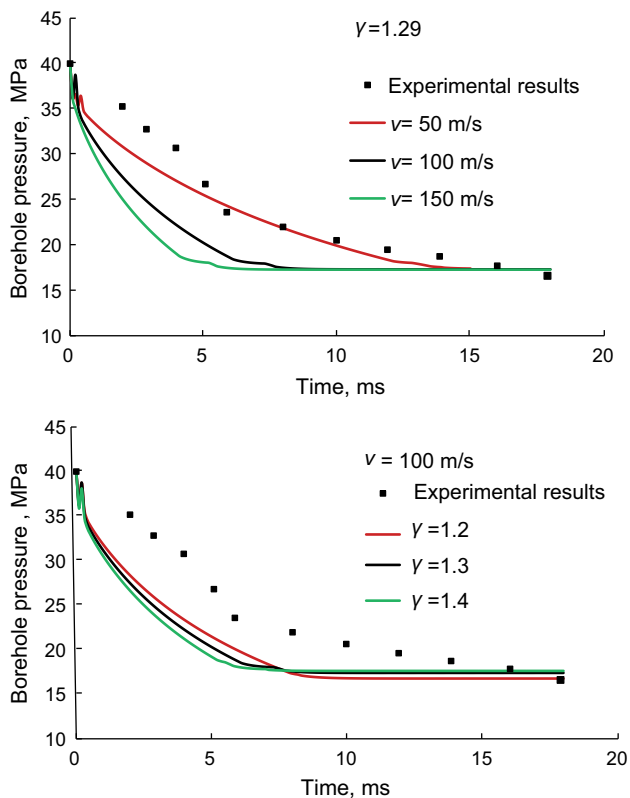 γ=1.29
Experimental results
v= 50 m/s
v= 100 m/s
v= 150 m/s
Borehole pressure, MPa
45
40
35
30
25
20
15
10
0
5
10
15
20
Time, ms
v = 100 m/s
Experimental results
γ =1.2
γ =1.3
γ =1.4
Borehole pressure , MPa
45
40
35
30
25
20
15
10
0
5
10
15
20
Time, ms